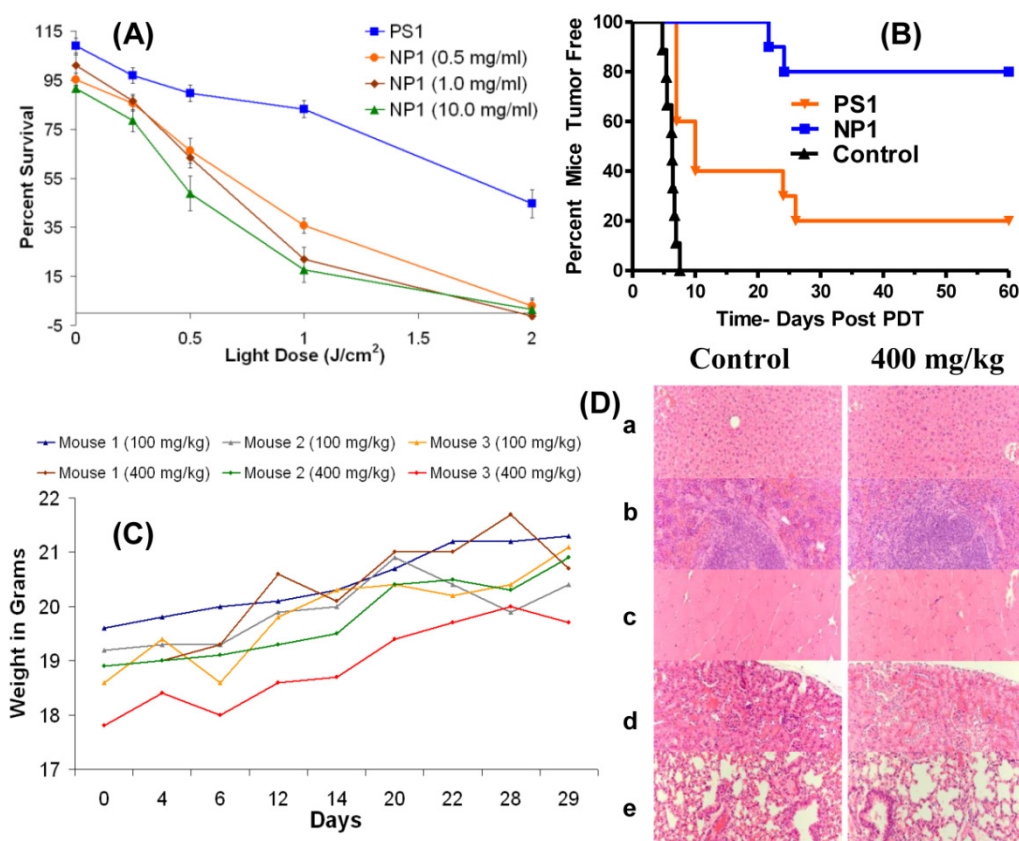 (A)
PS1
NP1 (0.5 mg/ml)
NP1 (1.0 mg/ml)
NP1 (10.0 mg/ml)
Percent Survival
115
95
75
55
35
15
-5
0
0.5
1
1.5
2
Light Dose (J/cm²)
(B)
Percent Mice Tumor Free
100
80
60
40
20
0
PS1
NP1
Control
0 10 20 30 40 50 60
Time- Days Post PDT
(C)
Mouse 1 (100 mg/kg) Mouse 2 (100 mg/kg) Mouse 3 (100 mg/kg)
Mouse 1 (400 mg/kg) Mouse 2 (400 mg/kg) Mouse 3 (400 mg/kg)
Weight in Grams
22
21
20
19
18
17
0 4 6 12 14 20 22 28 29
Days
(D)
Control 400 mg/kg
a
b
c
d
e